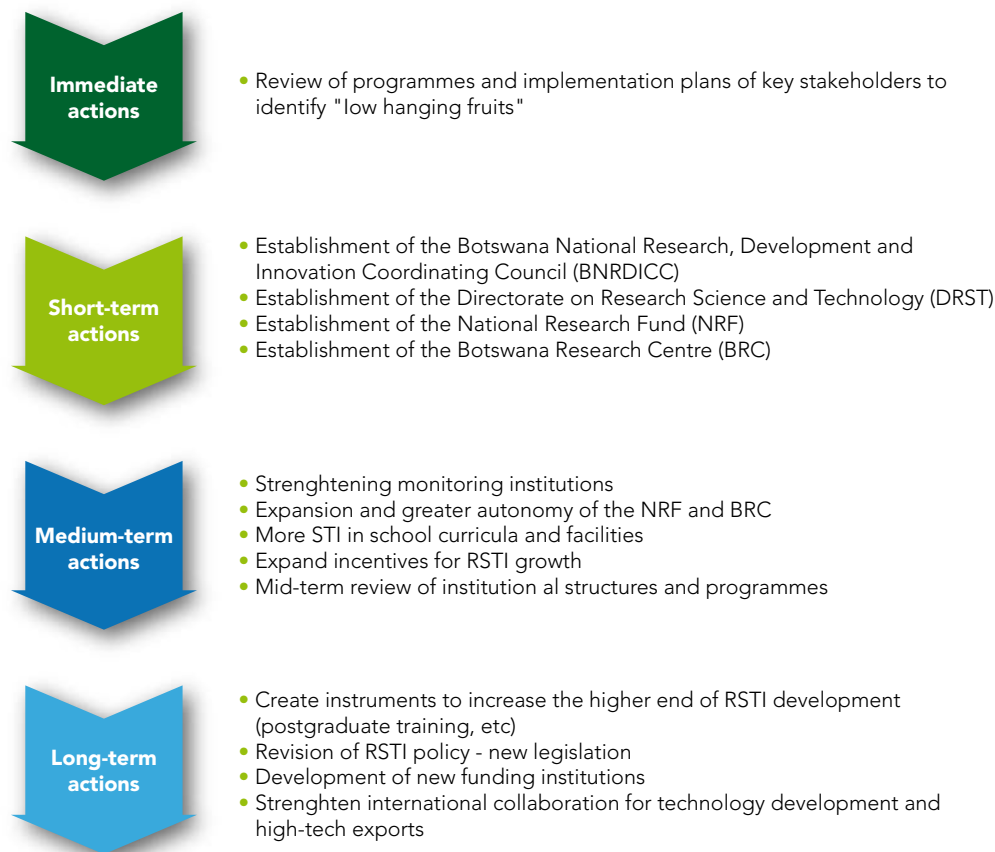 Immediate
actions
• Review of programmes and implementation plans of key stakeholders to
identify "low hanging fruits"
Short-term
actions
• Establishment of the Botswana National Research, Development and
Innovation Coordinating Council (BNRDICC)
• Establishment of the Directorate on Research Science and Technology (DRST)
• Establishment of the National Research Fund (NRF)
• Establishment of the Botswana Research Centre (BRC)
Medium-term
actions
• Strenghtening monitoring institutions
• Expansion and greater autonomy of the NRF and BRC
• More STI in school curricula and facilities
• Expand incentives for RSTI growth
• Mid-term review of institution al structures and programmes
Long-term
actions
• Create instruments to increase the higher end of RSTI development
(postgraduate training, etc)
• Revision of RSTI policy - new legislation
• Development of new funding institutions
• Strenghten international collaboration for technology development and
high-tech exports